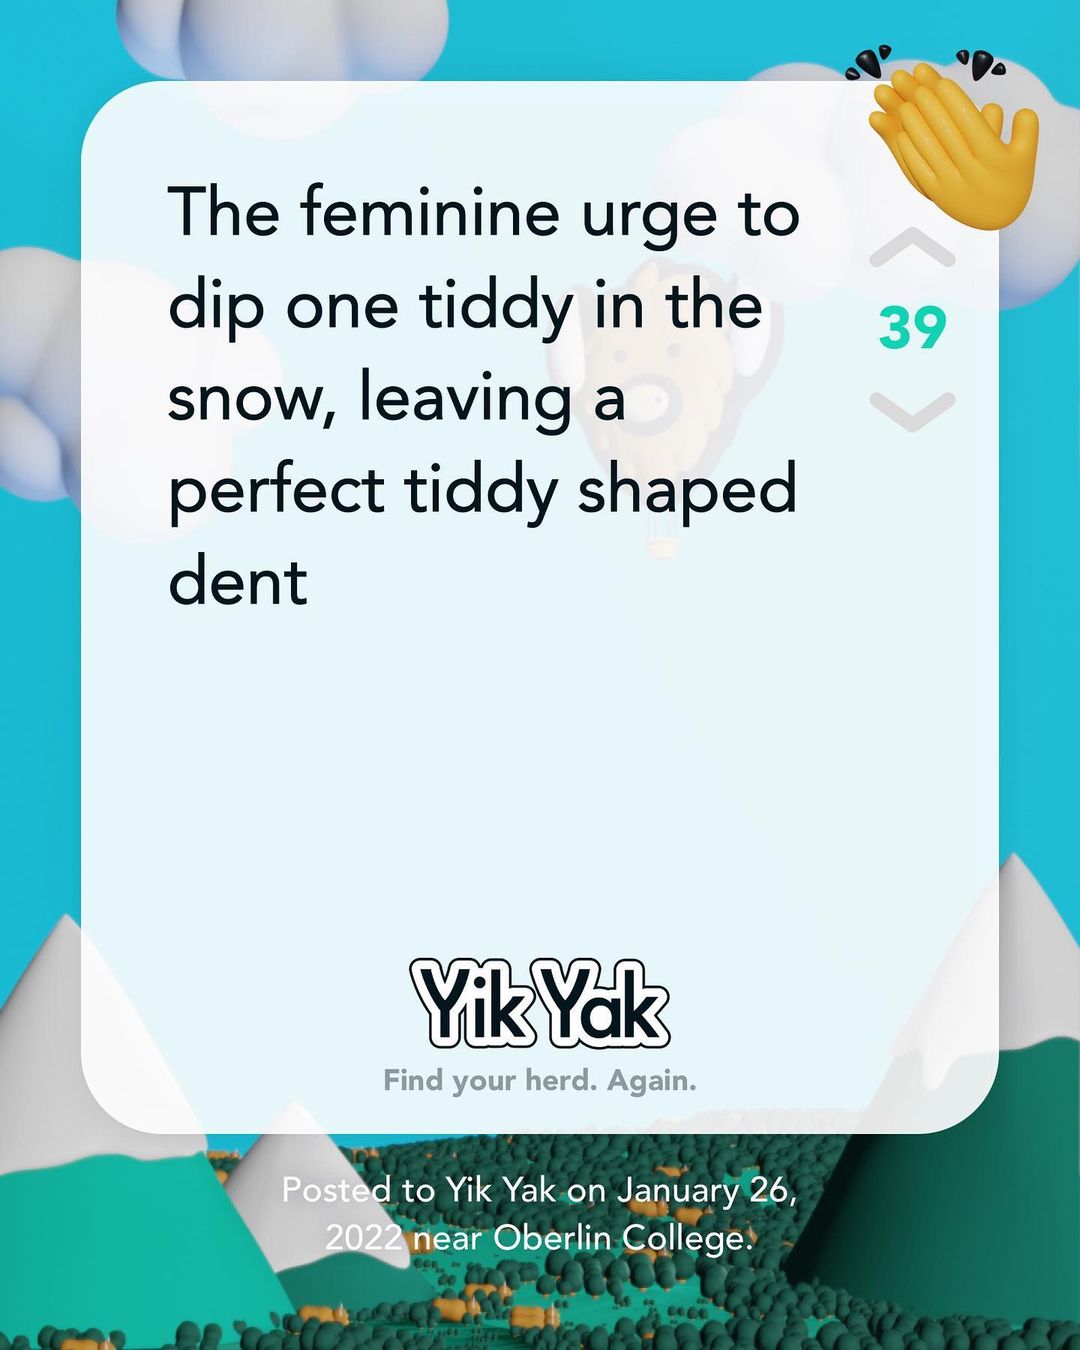 The feminine urge to
dip one tiddy in the
snow, leaving a
perfect tiddy shaped
dent
39
Yik Yak
Find your herd. Again.
Posted to Yik Yak on January 26,
2022 near Oberlin College.